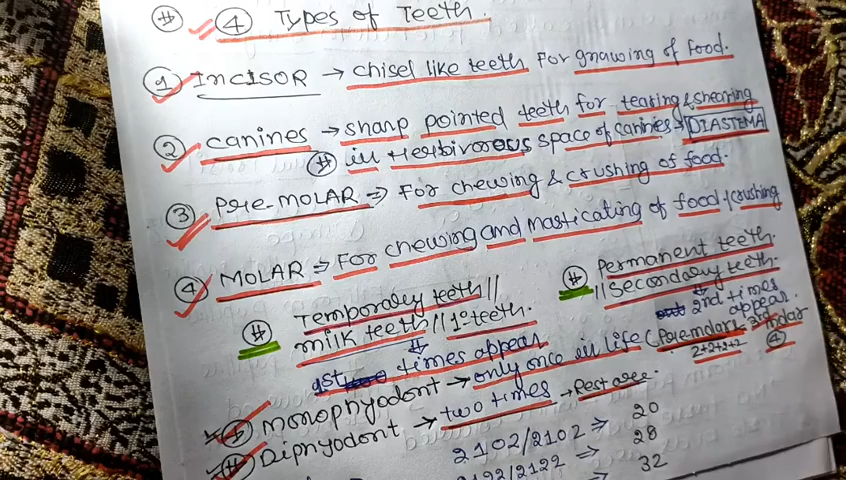 # 4 Types of Teeth.
1 INCISOR → chisel like teeth For gnawing of food.
2 canines → sharp pointed teeth for tearing & shearing
# in Herbivorous space of canines → DIASTEMA
3 Pre-MOLAR ⇒ For chewing & crushing of food.
4 MOLAR ⇒ For chewing and masticating of food / crushing
# Temporary teeth //
milk teeth // 1° teeth.
1st times appear
# Permanent teeth.
// Secondary teeth.
2nd times
appear.
# Monophyodont → only once in life (Premolars 3rd molar
2+2+2+2 4
# Diphyodont → two times → Rest are.
2102/2102 ⇒ 20
2122/2122 ⇒ 28
⇒ 32